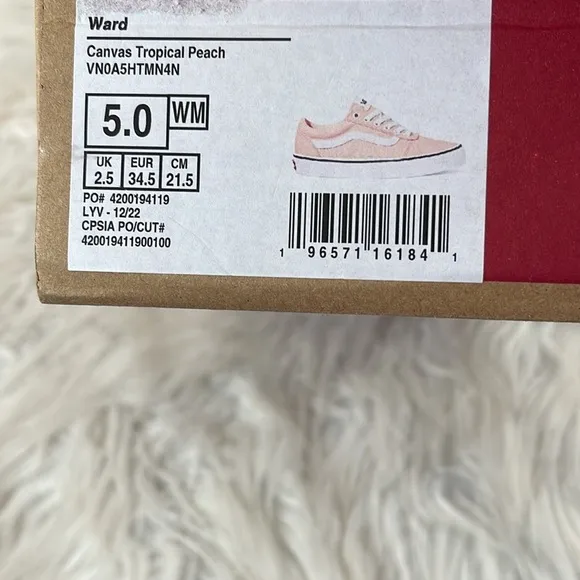 Ward
Canvas Tropical Peach
VN0A5HTMN4N
5.0 WM
UK EUR CM
2.5 34.5 21.5
PO# 4200194119
LYV - 12/22
CPSIA PO/CUT#
420019411900100
1 96571 16184 1